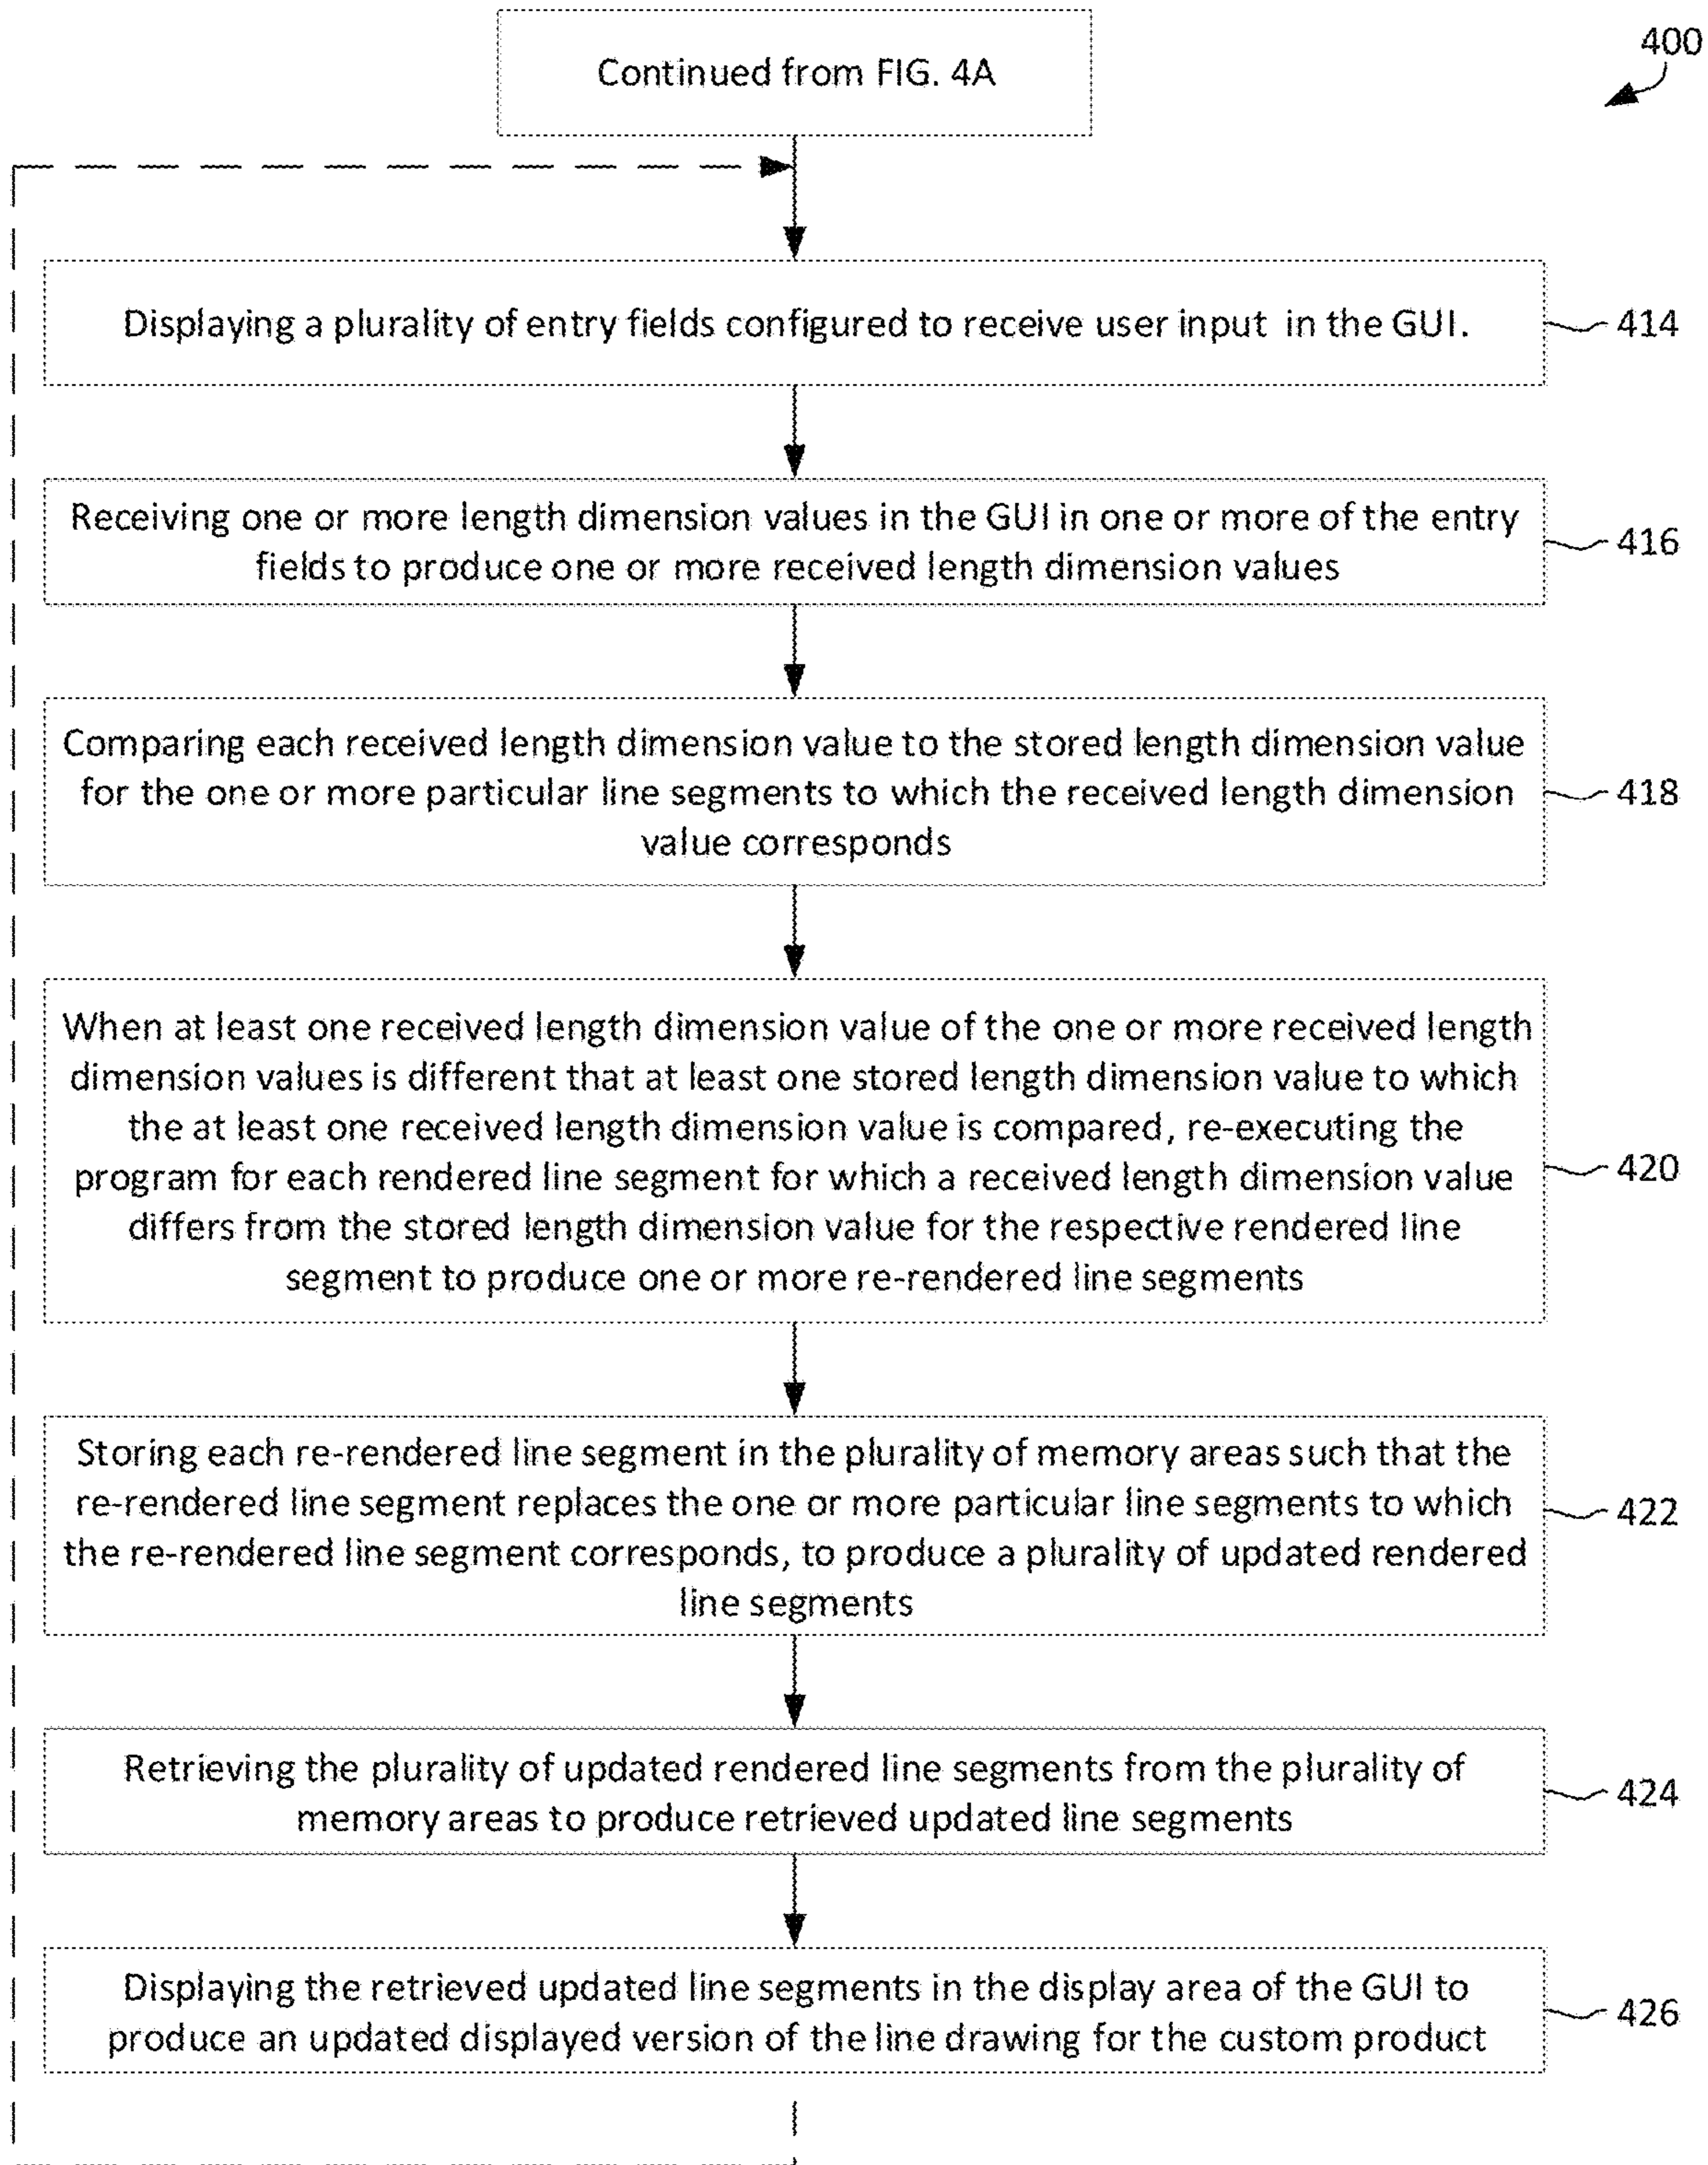 Continued from FIG. 4A
400
Displaying a plurality of entry fields configured to receive user input in the GUI.
414
Receiving one or more length dimension values in the GUI in one or more of the entry
fields to produce one or more received length dimension values
416
Comparing each received length dimension value to the stored length dimension value
for the one or more particular line segments to which the received length dimension
value corresponds
418
When at least one received length dimension value of the one or more received length
dimension values is different that at least one stored length dimension value to which
the at least one received length dimension value is compared, re-executing the
program for each rendered line segment for which a received length dimension value
differs from the stored length dimension value for the respective rendered line
segment to produce one or more re-rendered line segments
420
Storing each re-rendered line segment in the plurality of memory areas such that the
re-rendered line segment replaces the one or more particular line segments to which
the re-rendered line segment corresponds, to produce a plurality of updated rendered
line segments
422
Retrieving the plurality of updated rendered line segments from the plurality of
memory areas to produce retrieved updated line segments
424
Displaying the retrieved updated line segments in the display area of the GUI to
produce an updated displayed version of the line drawing for the custom product
426